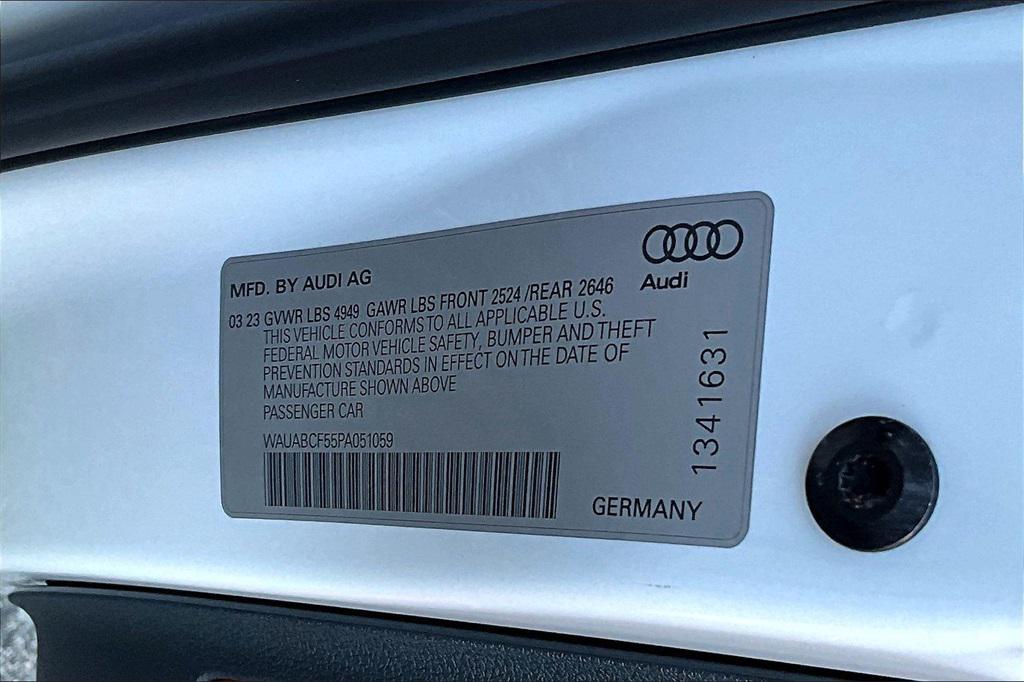 MFD. BY AUDI AG
Audi
03 23 GVWR LBS 4949 GAWR LBS FRONT 2524 /REAR 2646
THIS VEHICLE CONFORMS TO ALL APPLICABLE U.S.
FEDERAL MOTOR VEHICLE SAFETY, BUMPER AND THEFT
PREVENTION STANDARDS IN EFFECT ON THE DATE OF
MANUFACTURE SHOWN ABOVE
PASSENGER CAR
WAUABCF55PA051059
1341631
GERMANY